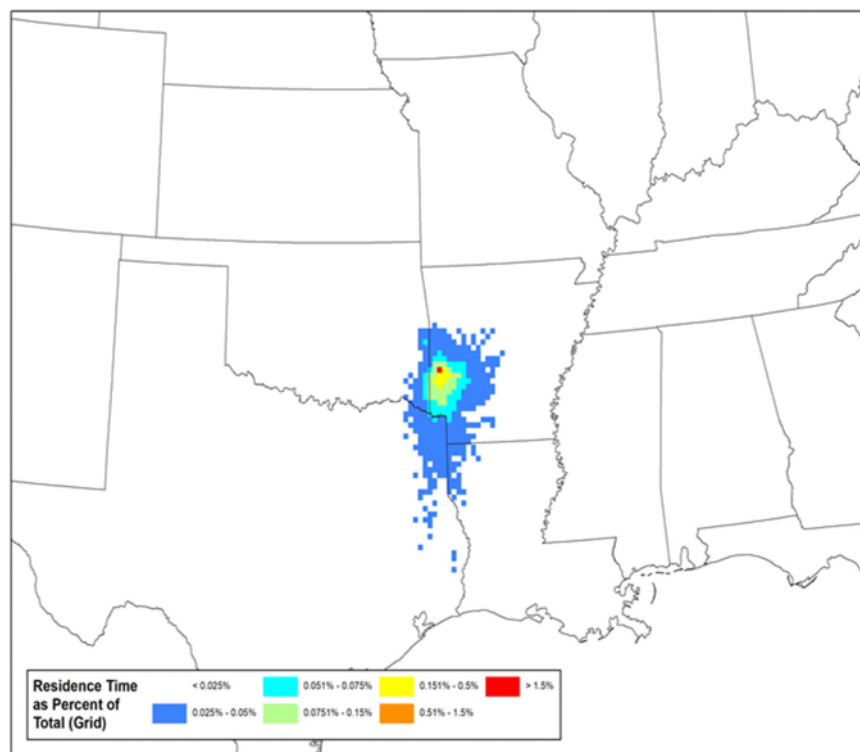 Residence Time
as Percent of
Total (Grid)
< 0.025%
0.051% - 0.075%
0.151% - 0.5%
> 1.5%
0.025% - 0.05%
0.0751% - 0.15%
0.51% - 1.5%